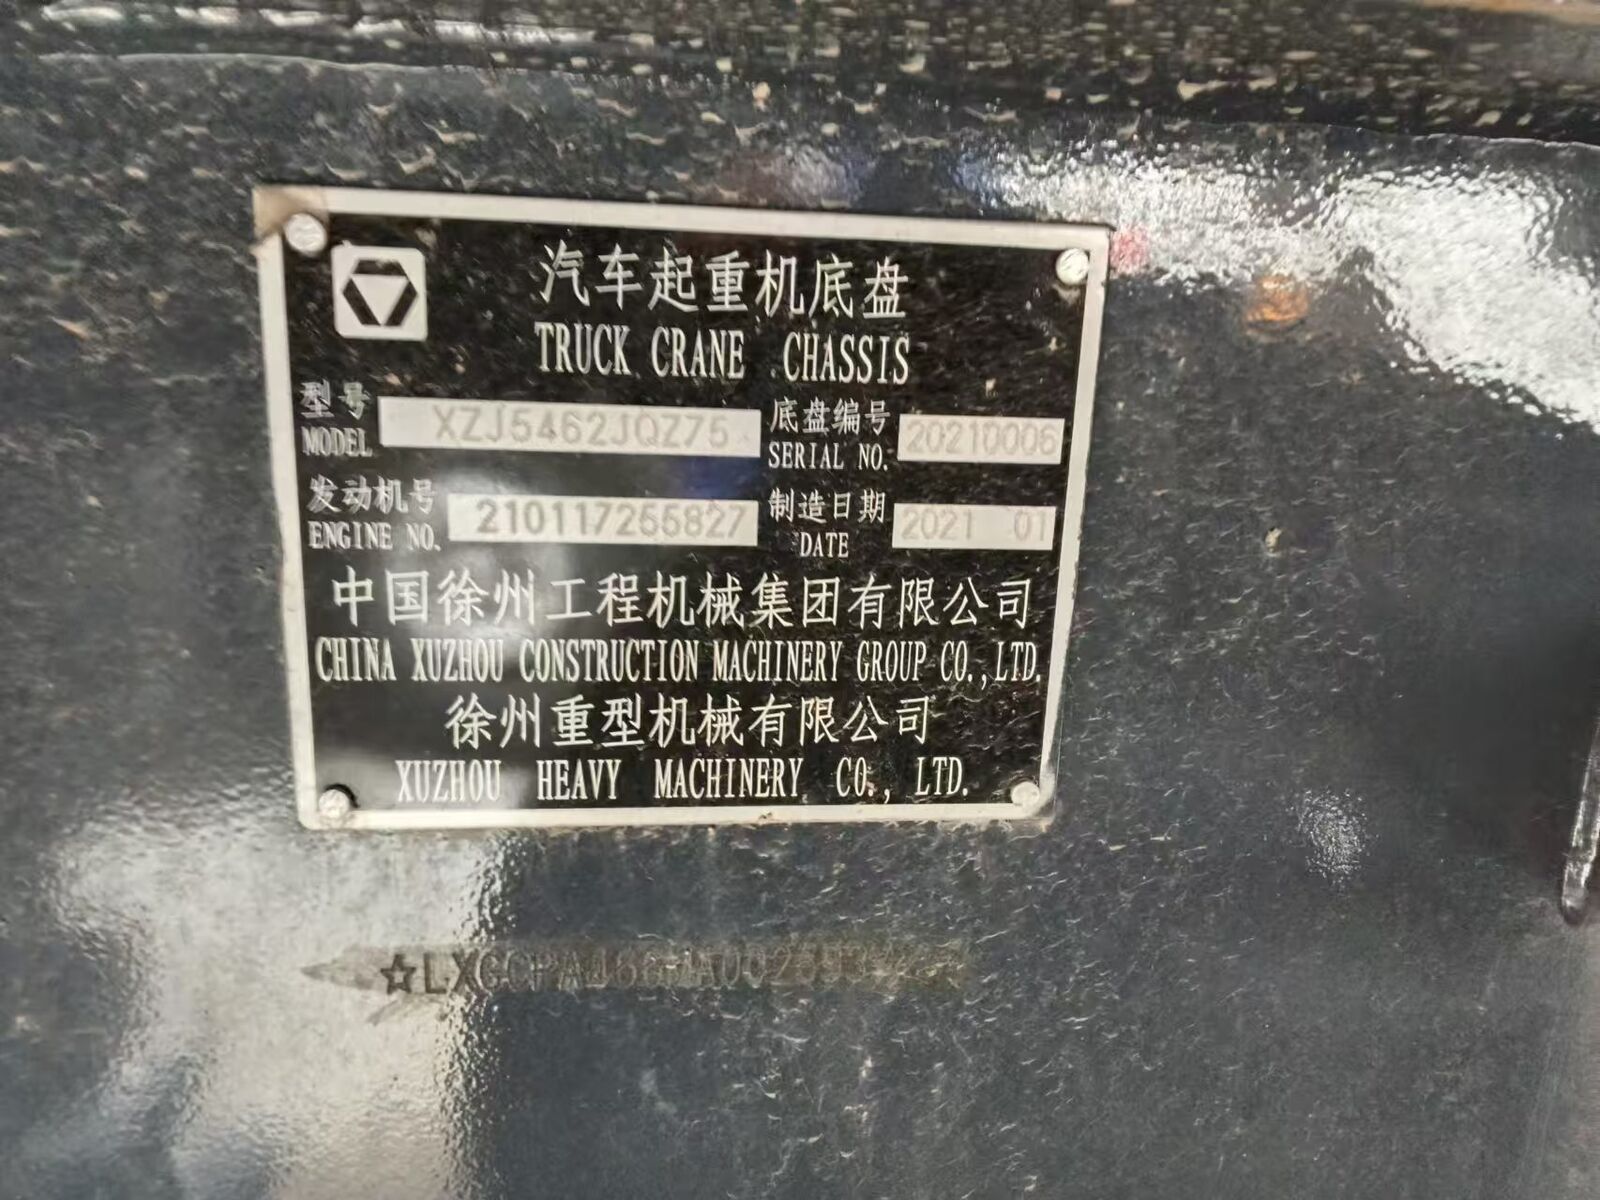 汽车起重机底盘
TRUCK CRANE CHASSIS
型号 MODEL XZJ5462JQZ75 底盘编号 SERIAL NO. 20210006
发动机号 ENGINE NO. 210117255827 制造日期 DATE 2021 01
中国徐州工程机械集团有限公司
CHINA XUZHOU CONSTRUCTION MACHINERY GROUP CO.,LTD.
徐州重型机械有限公司
XUZHOU HEAVY MACHINERY CO., LTD.